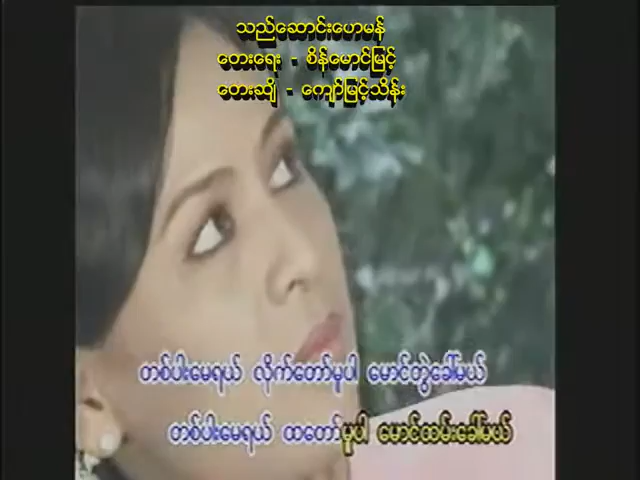 သည်ဆောင်းဟေမန်
တေးရေး - စိန်မောင်မြင့်
တေးဆို - ကျော်မြင့်သိန်း
တစ်ပါးမေရယ် လိုက်တော်မူပါ မောင်တွဲခေါ်မယ်
တစ်ပါးမေရယ် ထတော်မူပါ မောင်ထမ်းခေါ်မယ်